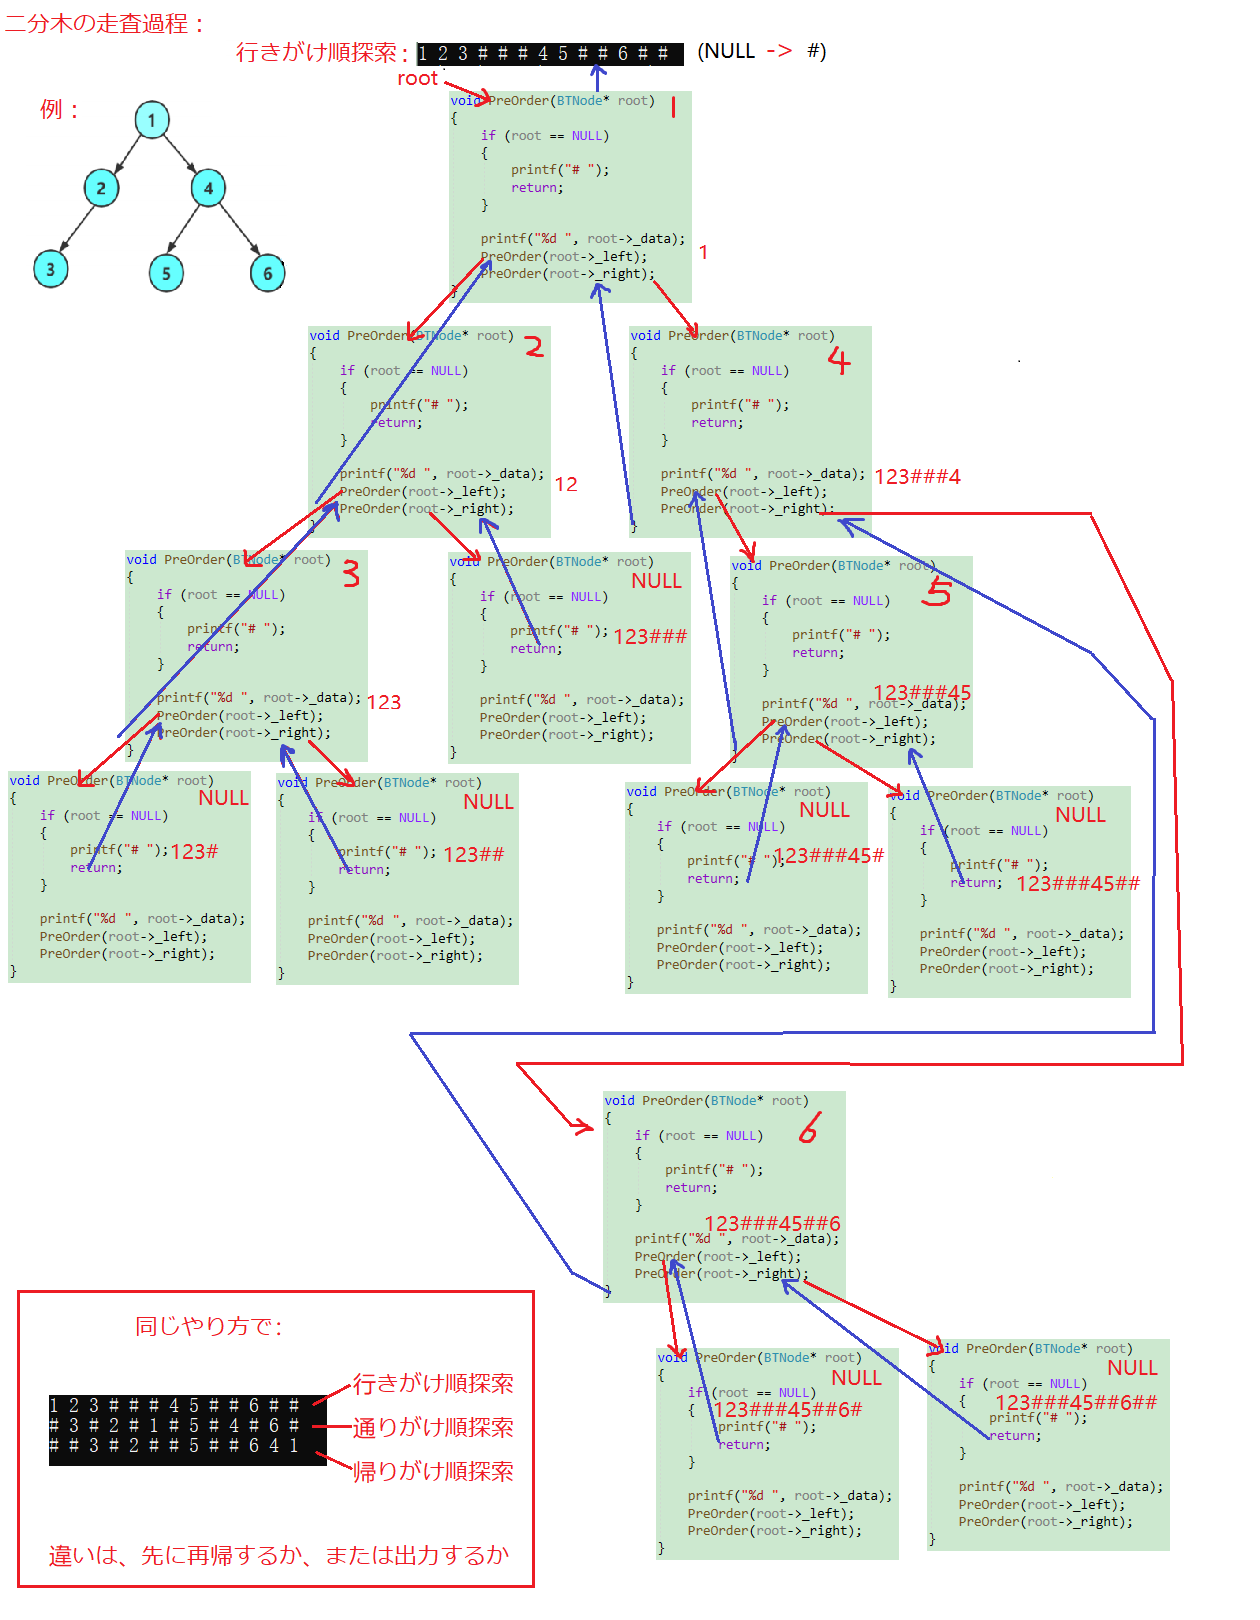 二分木の走査過程：
行きがけ順探索：1 2 3 # # # 4 5 # # 6 # # (NULL -> #)
root
例：
1
2
4
3
5
6
void PreOrder(BTNode* root) 1
{
if (root == NULL)
{
printf("# ");
return;
}
printf("%d ", root->_data);
PreOrder(root->_left); 1
PreOrder(root->_right);
}
void PreOrder(BTNode* root) 2
{
if (root == NULL)
{
printf("# ");
return;
}
printf("%d ", root->_data);
PreOrder(root->_left); 12
PreOrder(root->_right);
}
void PreOrder(BTNode* root)
{ 4
if (root == NULL)
{
printf("# ");
return;
}
printf("%d ", root->_data); 123###4
PreOrder(root->_left);
PreOrder(root->_right);
}
void PreOrder(BTNode* root)
{ 3
if (root == NULL)
{
printf("# ");
return;
}
printf("%d ", root->_data); 123
PreOrder(root->_left);
PreOrder(root->_right);
}
void PreOrder(BTNode* root)
{ NULL
if (root == NULL)
{
printf("# "); 123###
return;
}
printf("%d ", root->_data);
PreOrder(root->_left);
PreOrder(root->_right);
}
void PreOrder(BTNode* root)
{ 5
if (root == NULL)
{
printf("# ");
return;
}
123###45
printf("%d ", root->_data);
PreOrder(root->_left);
PreOrder(root->_right);
}
void PreOrder(BTNode* root)
{ NULL
if (root == NULL)
{
printf("# "); 123#
return;
}
printf("%d ", root->_data);
PreOrder(root->_left);
PreOrder(root->_right);
}
void PreOrder(BTNode* root)
{ NULL
if (root == NULL)
{
printf("# "); 123##
return;
}
printf("%d ", root->_data);
PreOrder(root->_left);
PreOrder(root->_right);
}
void PreOrder(BTNode* root)
{ NULL
if (root == NULL)
{
printf("# "); 123###45#
return;
}
printf("%d ", root->_data);
PreOrder(root->_left);
PreOrder(root->_right);
}
void PreOrder(BTNode* root)
{ NULL
if (root == NULL)
{
printf("# ");
return; 123###45##
}
printf("%d ", root->_data);
PreOrder(root->_left);
PreOrder(root->_right);
}
void PreOrder(BTNode* root)
{ 6
if (root == NULL)
{
printf("# ");
return;
}
123###45##6
printf("%d ", root->_data);
PreOrder(root->_left);
PreOrder(root->_right);
}
void PreOrder(BTNode* root)
{ NULL
if (root == NULL)
{ 123###45##6#
printf("# ");
return;
}
printf("%d ", root->_data);
PreOrder(root->_left);
PreOrder(root->_right);
}
void PreOrder(BTNode* root)
{ NULL
if (root == NULL)
{ 123###45##6##
printf("# ");
return;
}
printf("%d ", root->_data);
PreOrder(root->_left);
PreOrder(root->_right);
}
同じやり方で：
1 2 3 # # # 4 5 # # 6 # # 行きがけ順探索
# 3 # 2 # 1 # 5 # 4 # 6 # 通りがけ順探索
# # 3 # 2 # # 5 # # 6 4 1 帰りがけ順探索
違いは、先に再帰するか、または出力するか